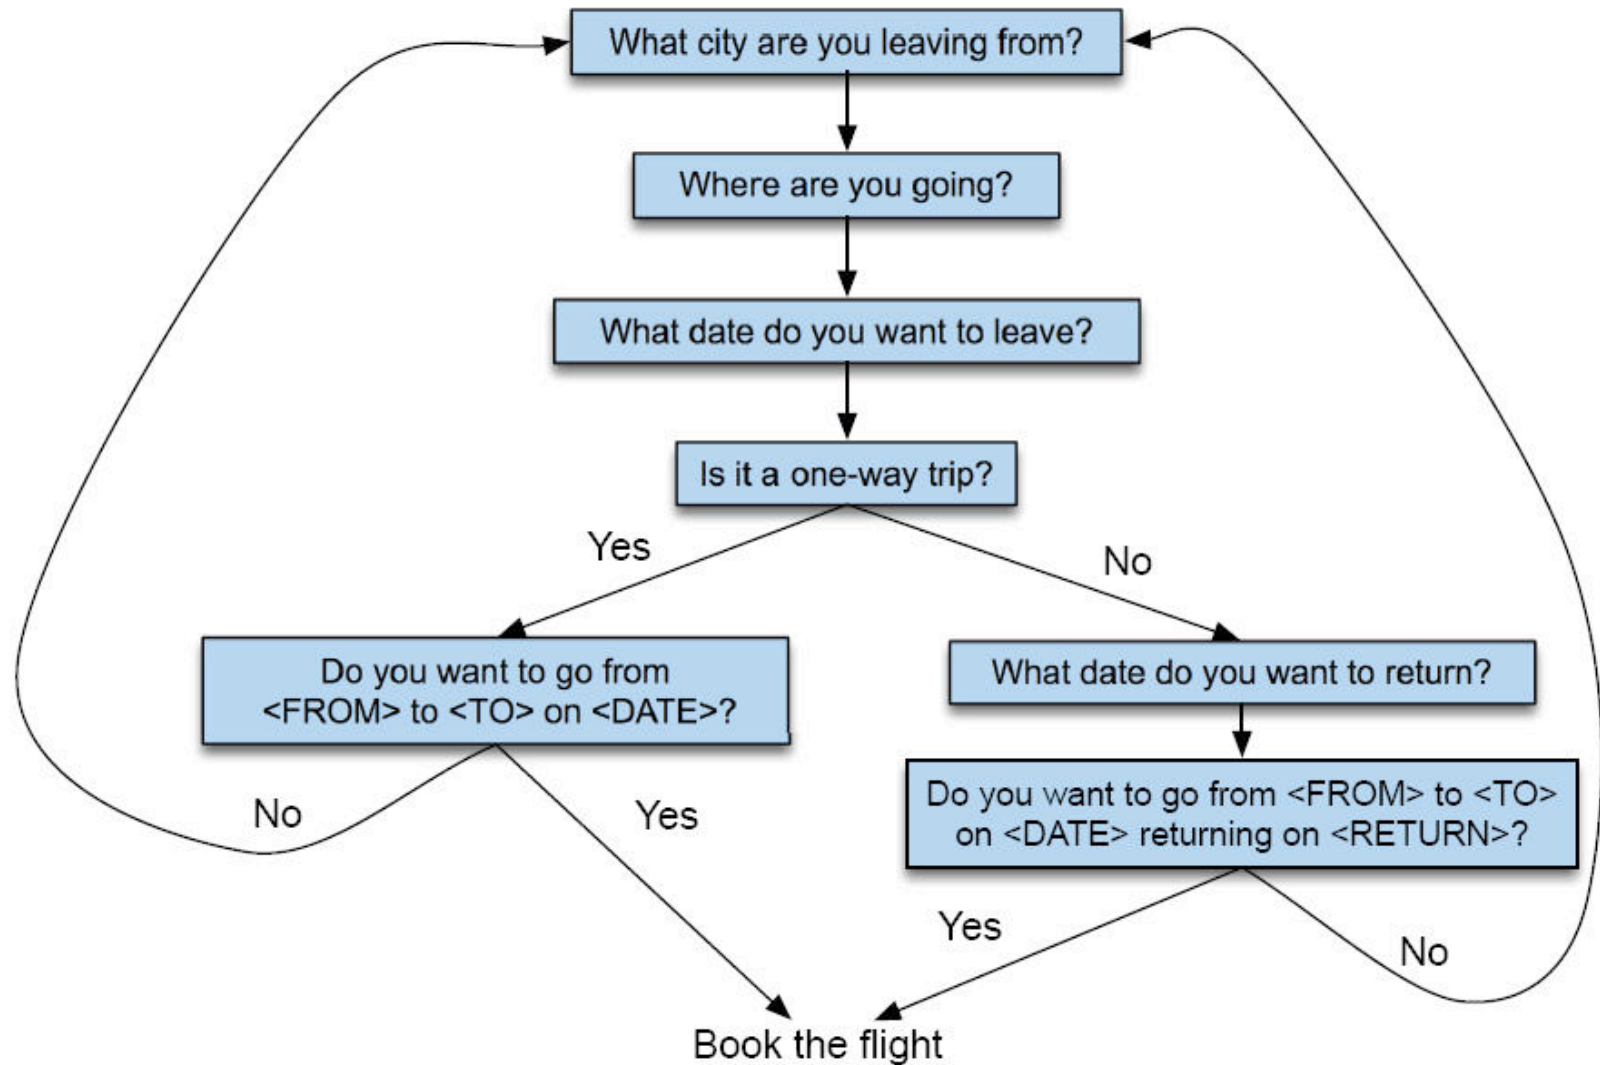 What city are you leaving from?
Where are you going?
What date do you want to leave?
Is it a one-way trip?
Yes
No
Do you want to go from
<FROM> to <TO> on <DATE>?
What date do you want to return?
Do you want to go from <FROM> to <TO>
on <DATE> returning on <RETURN>?
No
Yes
Yes
No
Book the flight